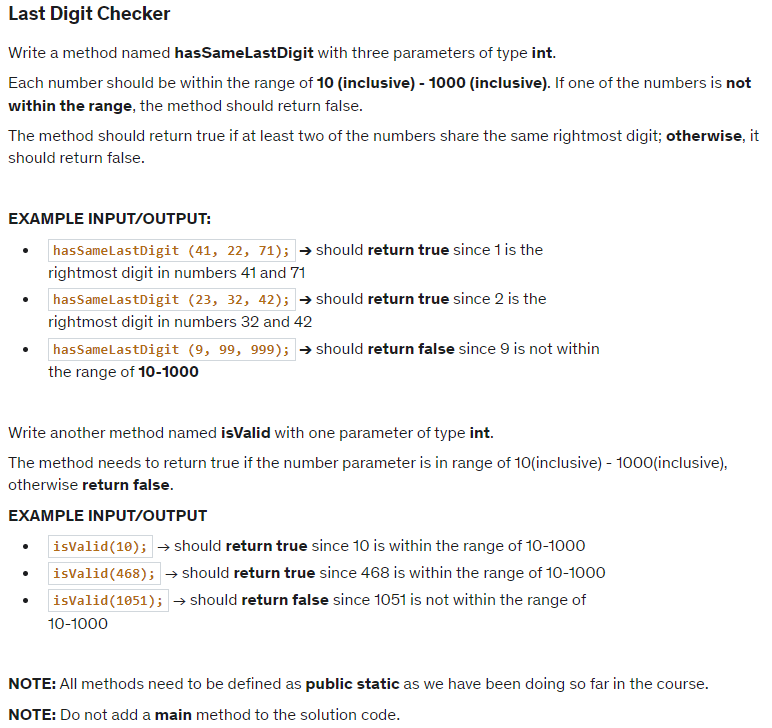 Last Digit Checker
Write a method named hasSameLastDigit with three parameters of type int.
Each number should be within the range of 10 (inclusive) - 1000 (inclusive). If one of the numbers is not
within the range, the method should return false.
The method should return true if at least two of the numbers share the same rightmost digit; otherwise, it
should return false.
EXAMPLE INPUT/OUTPUT:
• hasSameLastDigit (41, 22, 71); → should return true since 1 is the
rightmost digit in numbers 41 and 71
• hasSameLastDigit (23, 32, 42); → should return true since 2 is the
rightmost digit in numbers 32 and 42
• hasSameLastDigit (9, 99, 999); → should return false since 9 is not within
the range of 10-1000
Write another method named isValid with one parameter of type int.
The method needs to return true if the number parameter is in range of 10(inclusive) - 1000(inclusive),
otherwise return false.
EXAMPLE INPUT/OUTPUT
• isValid(10); → should return true since 10 is within the range of 10-1000
• isValid(468); → should return true since 468 is within the range of 10-1000
• isValid(1051); → should return false since 1051 is not within the range of
10-1000
NOTE: All methods need to be defined as public static as we have been doing so far in the course.
NOTE: Do not add a main method to the solution code.